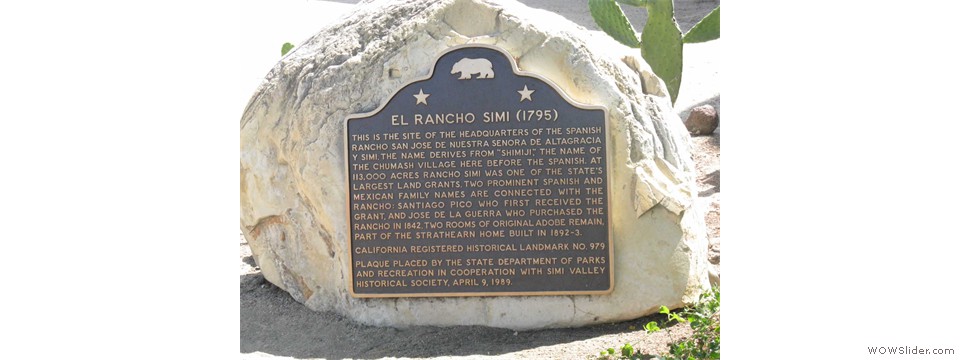 EL RANCHO SIMI (1795)
THIS IS THE SITE OF THE HEADQUARTERS OF THE SPANISH
RANCHO SAN JOSE DE NUESTRA SENORA DE ALTAGRACIA
Y SIMI. THE NAME DERIVES FROM "SHIMIJI," THE NAME OF
THE CHUMASH VILLAGE HERE BEFORE THE SPANISH. AT
113,000 ACRES RANCHO SIMI WAS ONE OF THE STATE'S
LARGEST LAND GRANTS. TWO PROMINENT SPANISH AND
MEXICAN FAMILY NAMES ARE CONNECTED WITH THE
RANCHO: SANTIAGO PICO WHO FIRST RECEIVED THE
GRANT, AND JOSE DE LA GUERRA WHO PURCHASED THE
RANCHO IN 1842. TWO ROOMS OF ORIGINAL ADOBE REMAIN,
PART OF THE STRATHEARN HOME BUILT IN 1892-3.
CALIFORNIA REGISTERED HISTORICAL LANDMARK NO. 979
PLAQUE PLACED BY THE STATE DEPARTMENT OF PARKS
AND RECREATION IN COOPERATION WITH SIMI VALLEY
HISTORICAL SOCIETY, APRIL 9, 1989.
WOWSlider.com